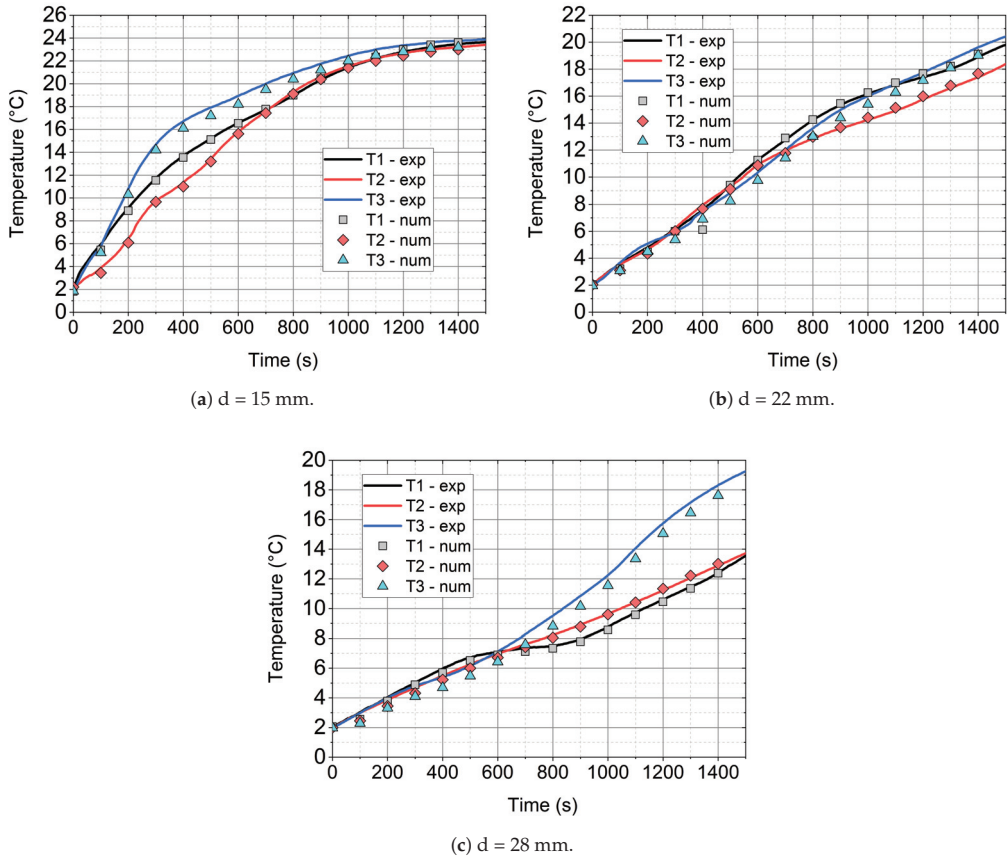 24
22
20
18
16
14
12
10
8
6
4
2
0
Temperature (°C)
T1 - exp
T2 - exp
T3 - exp
T1 - num
T2 - num
T3 - num
0 200 400 600 800 1000 1200 1400
Time (s)
(a) d = 15 mm.
22
20
18
16
14
12
10
8
6
4
2
0
Temperature (°C)
T1 - exp
T2 - exp
T3 - exp
T1 - num
T2 - num
T3 - num
0 200 400 600 800 1000 1200 1400
Time (s)
(b) d = 22 mm.
20
18
16
14
12
10
8
6
4
2
0
Temperature (°C)
T1 - exp
T2 - exp
T3 - exp
T1 - num
T2 - num
T3 - num
0 200 400 600 800 1000 1200 1400
Time (s)
(c) d = 28 mm.